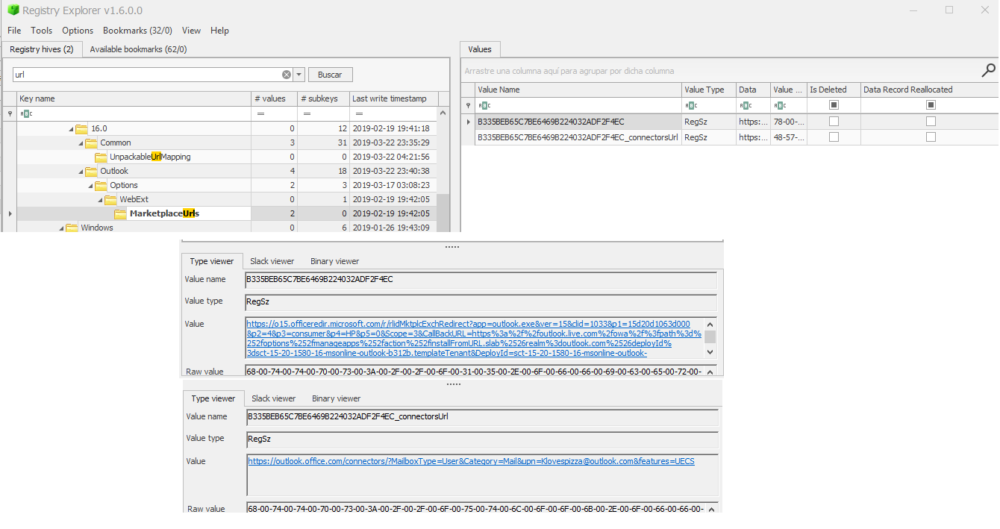 Registry Explorer v1.6.0.0
File Tools Options Bookmarks (32/0) View Help
Registry hives (2) Available bookmarks (62/0)
url Buscar
Key name # values # subkeys Last write timestamp
ABC = = =
16.0 0 12 2019-02-19 19:41:18
Common 3 31 2019-03-22 23:35:29
UnpackableUrlMapping 0 0 2019-03-22 04:21:56
Outlook 4 18 2019-03-22 23:40:38
Options 2 3 2019-03-17 03:08:23
WebExt 0 1 2019-02-19 19:42:05
MarketplaceUrls 2 0 2019-02-19 19:42:05
Windows 0 6 2019-01-26 19:43:09
Values
Arrastre una columna aquí para agrupar por dicha columna
Value Name Value Type Data Value ... Is Deleted Data Record Reallocated
ABC ABC ABC ABC
B335BEB65C7BE6469B224032ADF2F4EC RegSz https:... 78-00-...
B335BEB65C7BE6469B224032ADF2F4EC_connectorsUrl RegSz https:... 48-57-...
Type viewer Slack viewer Binary viewer
Value name B335BEB65C7BE6469B224032ADF2F4EC
Value type RegSz
Value https://o15.officeredir.microsoft.com/r/rlidMktplcExchRedirect?app=outlook.exe&ver=15&clid=1033&p1=15d20d1063d000
&p2=4&p3=consumer&p4=HP&p5=0&Scope=3&CallBackURL=https%3a%2f%2foutlook.live.com%2fowa%2f%3fpath%3d%
252foptions%252fmanageapps%252faction%252finstallFromURL.slab%2526realm%3doutlook.com%2526deployId%
3dsct-15-20-1580-16-msonline-outlook-b312b.templateTenant&DeployId=sct-15-20-1580-16-msonline-outlook-
Raw value 68-00-74-00-74-00-70-00-73-00-3A-00-2F-00-2F-00-6F-00-31-00-35-00-2E-00-6F-00-66-00-66-00-69-00-63-00-65-00-72-00-
Type viewer Slack viewer Binary viewer
Value name B335BEB65C7BE6469B224032ADF2F4EC_connectorsUrl
Value type RegSz
Value https://outlook.office.com/connectors/?MailboxType=User&Category=Mail&upn=Klovespizza@outlook.com&features=UECS
Raw value 68-00-74-00-74-00-70-00-73-00-3A-00-2F-00-2F-00-6F-00-75-00-74-00-6C-00-6F-00-6F-00-6B-00-2E-00-6F-00-66-00-66-00-